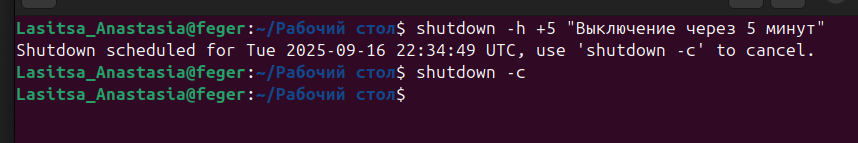 Lasitsa_Anastasia@feger:~/Рабочий стол$ shutdown -h +5 "Выключение через 5 минут"
Shutdown scheduled for Tue 2025-09-16 22:34:49 UTC, use 'shutdown -c' to cancel.
Lasitsa_Anastasia@feger:~/Рабочий стол$ shutdown -c
Lasitsa_Anastasia@feger:~/Рабочий стол$